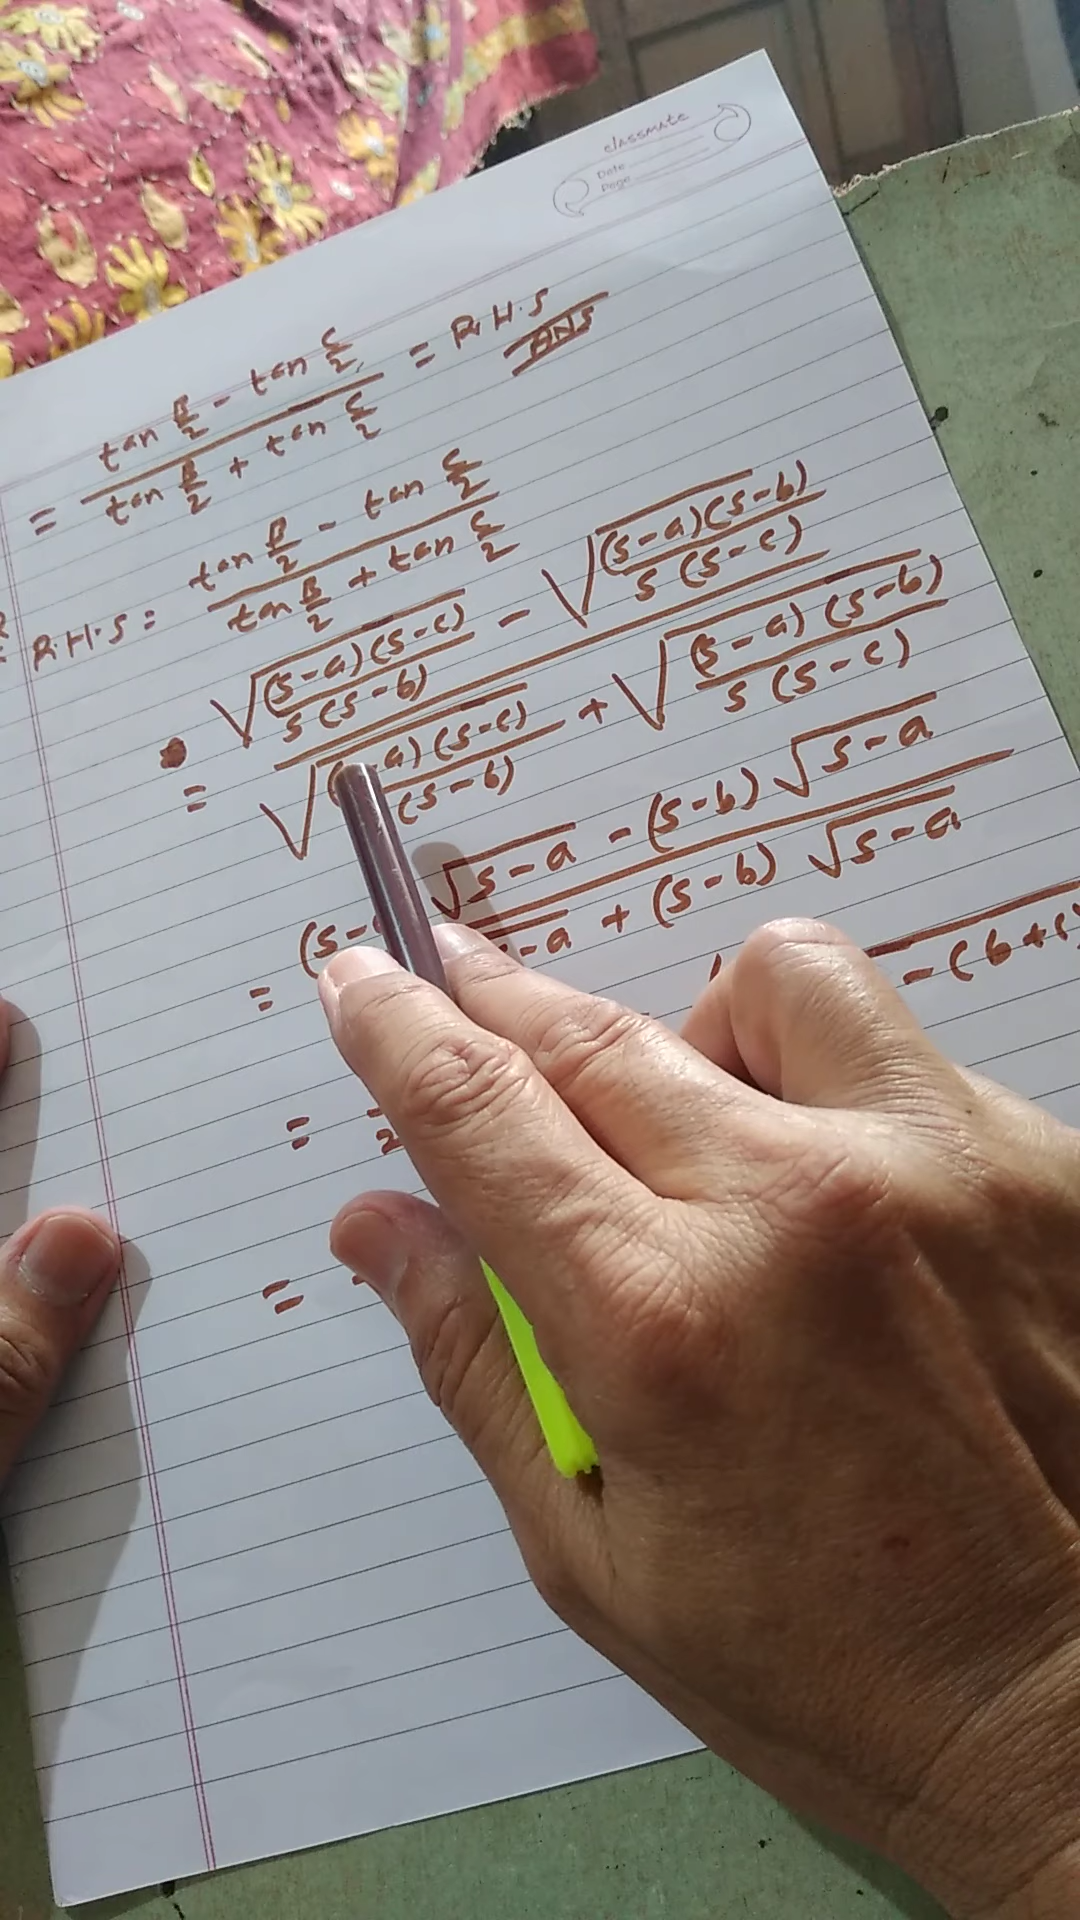 classmate
Date
Page
= (tan B/2 - tan C/2) / (tan B/2 + tan C/2) = R.H.S
ANS
R.H.S = (tan B/2 - tan C/2) / (tan B/2 + tan C/2)
= (√((s-a)(s-c) / s(s-b)) - √((s-a)(s-b) / s(s-c))) / (√((-a)(s-c) / (s-b)) + √((s-a)(s-b) / s(s-c)))
= (s- √s-a - (s-b) √s-a / -a + (s-b) √s-a
- (b+c)
= 2
=